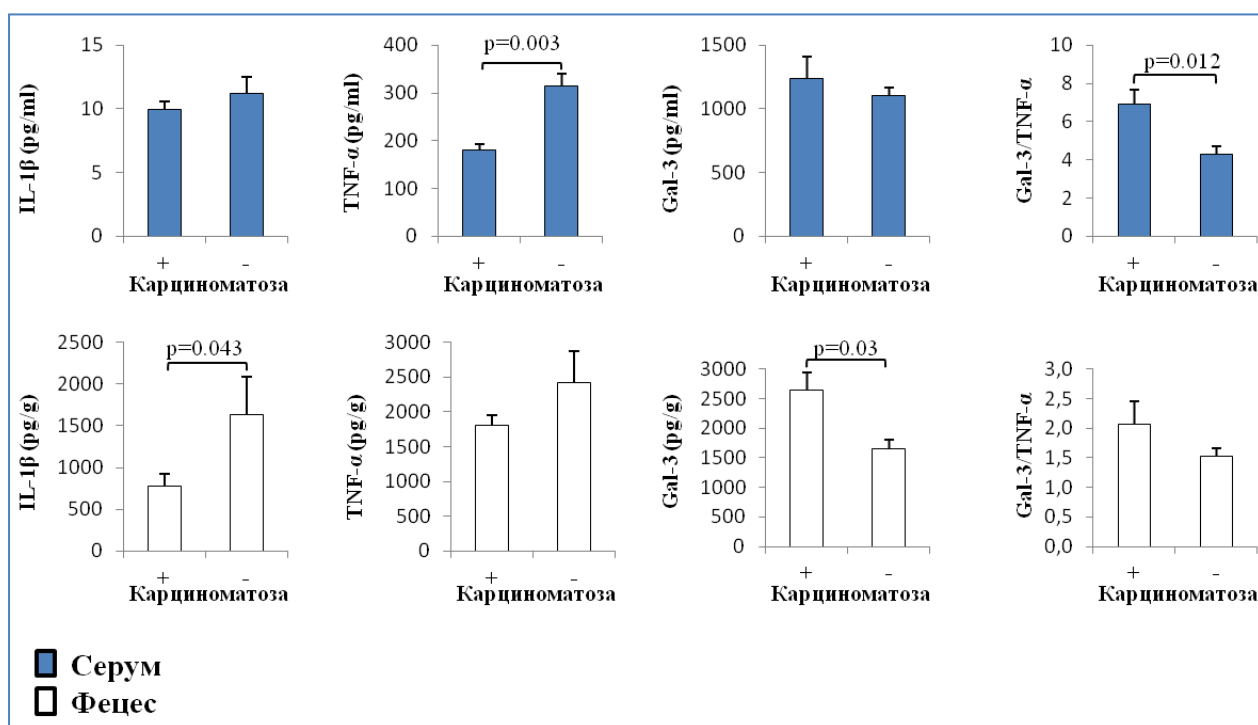 IL-1β (pg/ml)
15
10
5
0
+ -
Карциноматоза
TNF-α (pg/ml)
400
300
200
100
0
p=0.003
+ -
Карциноматоза
Gal-3 (pg/ml)
1500
1000
500
0
+ -
Карциноматоза
Gal-3/TNF-α
10
8
6
4
2
0
p=0.012
+ -
Карциноматоза
IL-1β (pg/g)
2500
2000
1500
1000
500
0
p=0.043
+ -
Карциноматоза
TNF-α (pg/g)
3000
2500
2000
1500
1000
500
0
+ -
Карциноматоза
Gal-3 (pg/g)
3000
2500
2000
1500
1000
500
0
p=0.03
+ -
Карциноматоза
Gal-3/TNF-α
3,0
2,5
2,0
1,5
1,0
0,5
0,0
+ -
Карциноматоза
Серум
Фецес